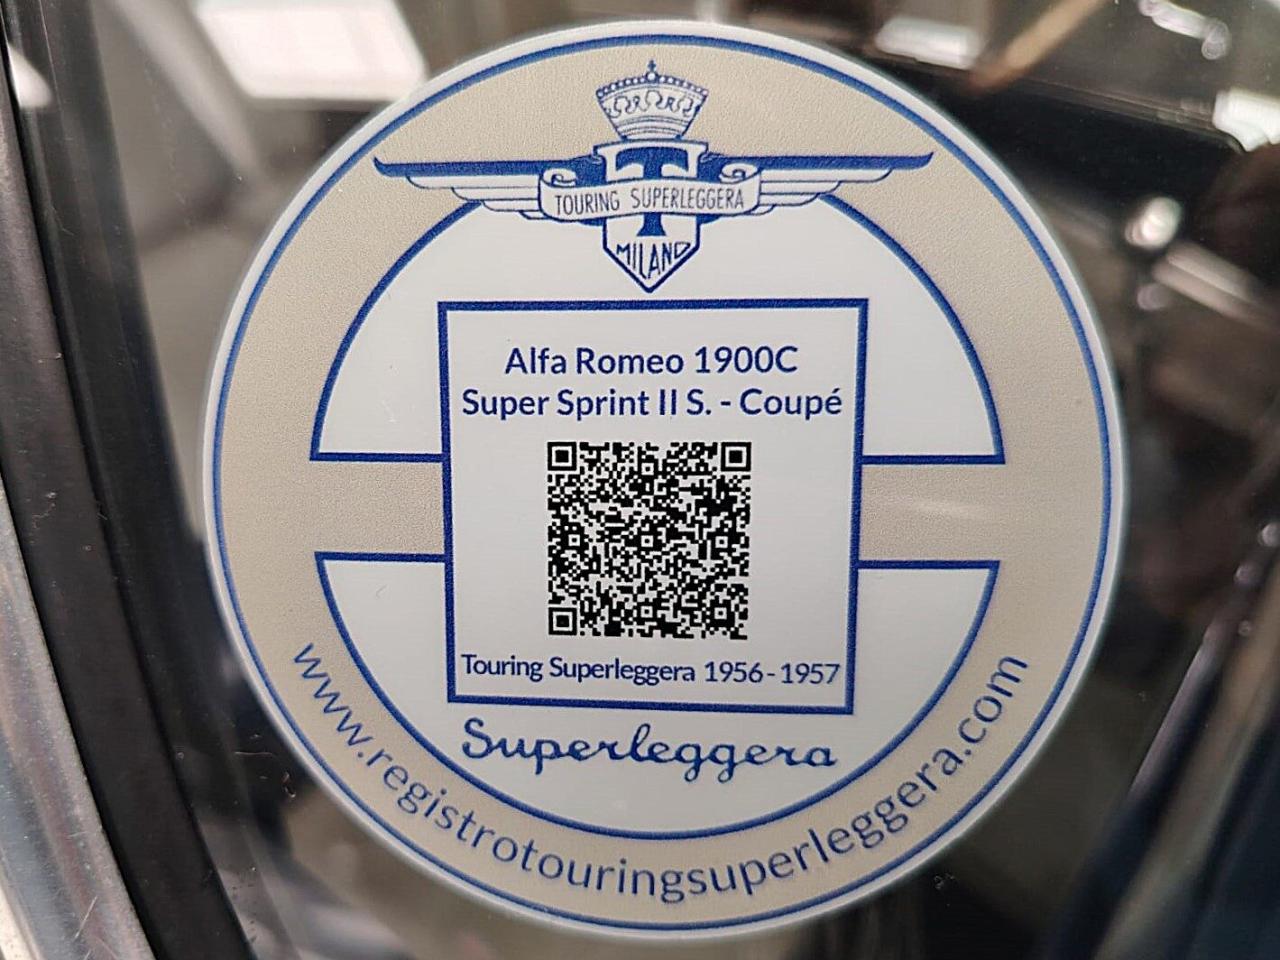 TOURING SUPERLEGGERA
MILANO
Alfa Romeo 1900C
Super Sprint II S. - Coupé
Touring Superleggera 1956-1957
Superleggera
www.registrotouringsuperleggera.com